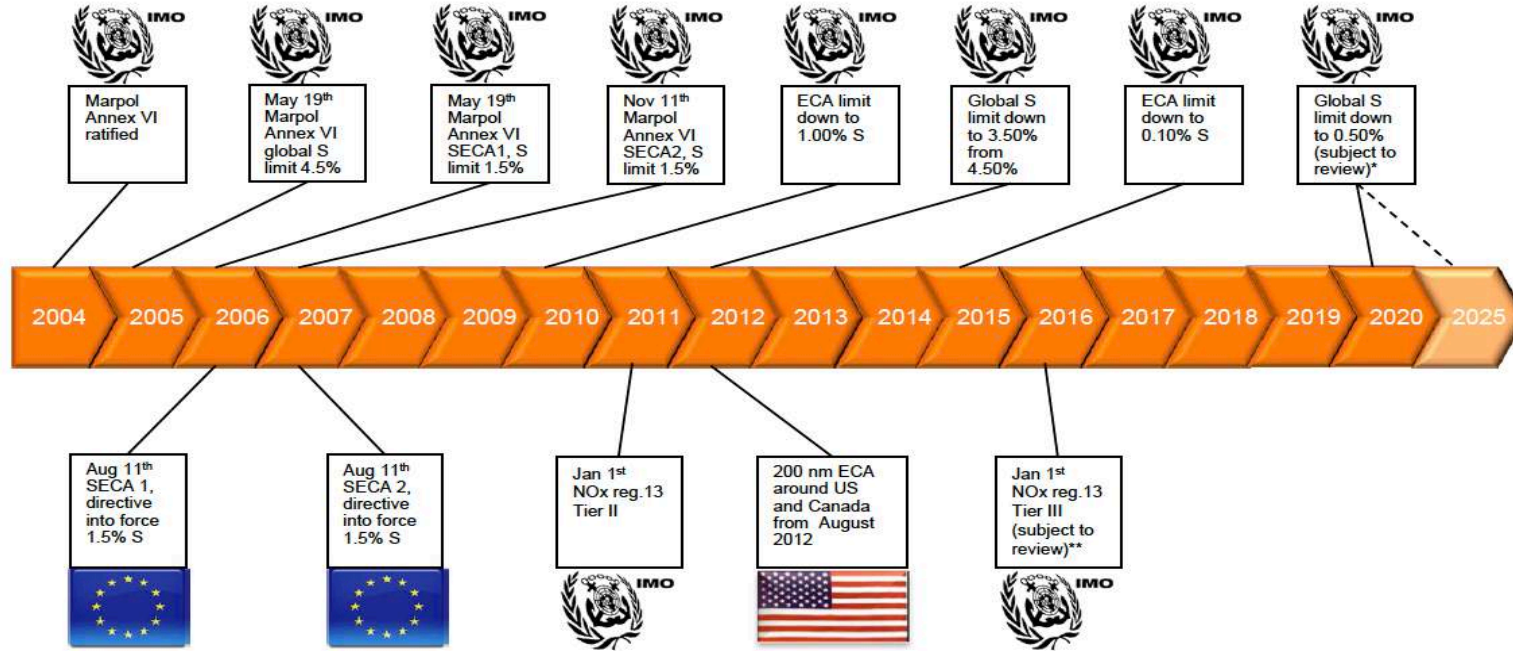 IMO
IMO
IMO
IMO
IMO
IMO
IMO
IMO
Marpol
Annex VI
ratified
May 19th
Marpol
Annex VI
global S
limit 4.5%
May 19th
Marpol
Annex VI
SECA1, S
limit 1.5%
Nov 11th
Marpol
Annex VI
SECA2, S
limit 1.5%
ECA limit
down to
1.00% S
Global S
limit down
to 3.50%
from
4.50%
ECA limit
down to
0.10% S
Global S
limit down
to 0.50%
(subject to
review)*
2004 2005 2006 2007 2008 2009 2010 2011 2012 2013 2014 2015 2016 2017 2018 2019 2020 2025
Aug 11th
SECA 1,
directive
into force
1.5% S
Aug 11th
SECA 2,
directive
into force
1.5% S
Jan 1st
NOx reg.13
Tier II
200 nm ECA
around US
and Canada
from August
2012
Jan 1st
NOx reg.13
Tier III
(subject to
review)**
IMO
IMO